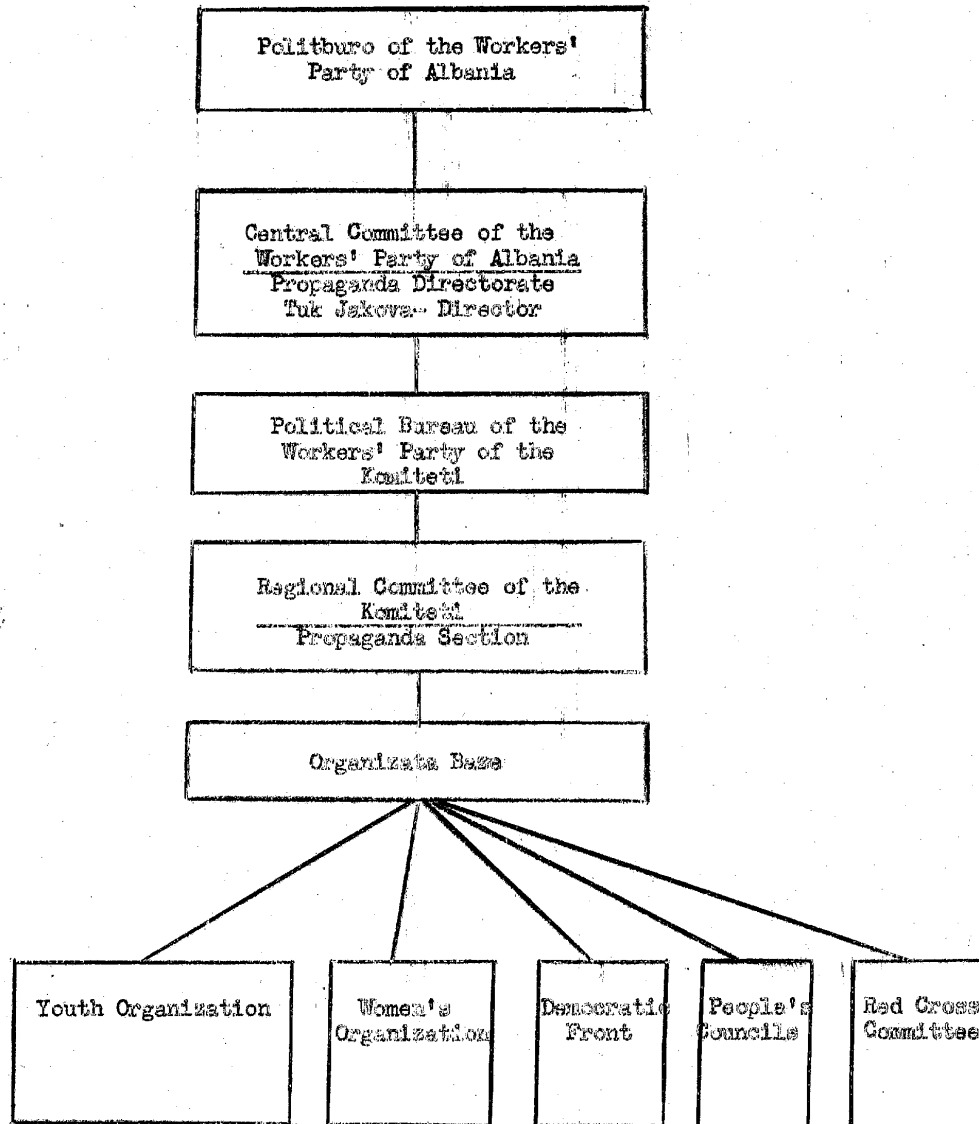 Politburo of the Workers'
Party of Albania
Central Committee of the
Workers' Party of Albania
Propaganda Directorate
Tuk Jakova-- Director
Political Bureau of the
Workers' Party of the
Komiteti
Regional Committee of the
Komiteti
Propaganda Section
Organizata Baze
Youth Organization
Women's
Organization
Democratic
Front
People's
Councils
Red Cross
Committee